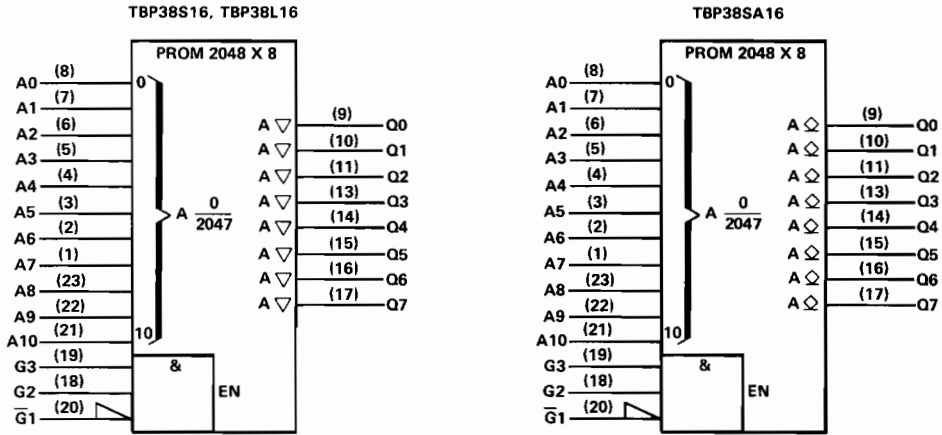 TBP38S16, TBP38L16
PROM 2048 X 8
A0 (8) 0
A1 (7)
A2 (6)
A3 (5)
A4 (4)
A5 (3)
A6 (2)
A7 (1)
A8 (23)
A9 (22)
A10 (21) 10
G3 (19)
G2 (18)
G1 (20)
A 0
2047
&
EN
A ▽ (9) Q0
A ▽ (10) Q1
A ▽ (11) Q2
A ▽ (13) Q3
A ▽ (14) Q4
A ▽ (15) Q5
A ▽ (16) Q6
A ▽ (17) Q7
TBP38SA16
PROM 2048 X 8
A0 (8) 0
A1 (7)
A2 (6)
A3 (5)
A4 (4)
A5 (3)
A6 (2)
A7 (1)
A8 (23)
A9 (22)
A10 (21) 10
G3 (19)
G2 (18)
G1 (20)
A 0
2047
&
EN
A ◇ (9) Q0
A ◇ (10) Q1
A ◇ (11) Q2
A ◇ (13) Q3
A ◇ (14) Q4
A ◇ (15) Q5
A ◇ (16) Q6
A ◇ (17) Q7